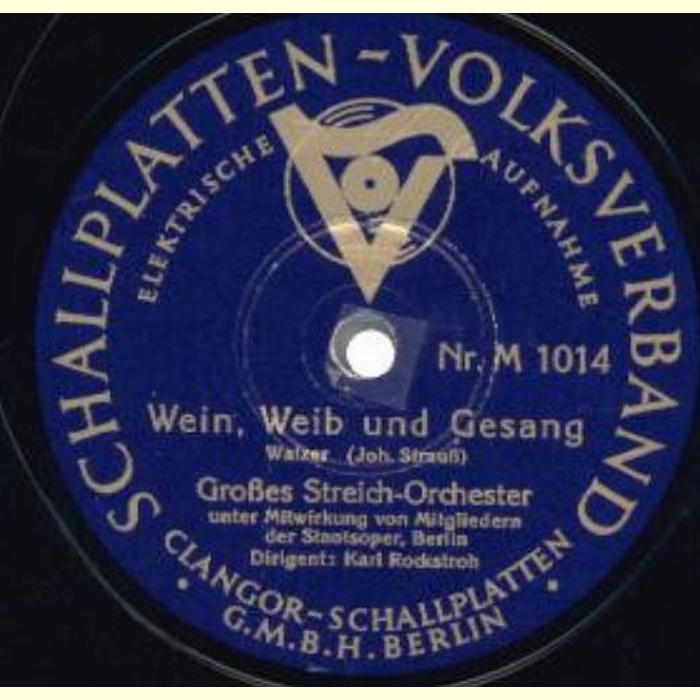 SCHALLPLATTEN-VOLKSVERBAND
ELEKTRISCHE AUFNAHME
Nr. M 1014
Wein, Weib und Gesang
Walzer (Joh. Strauß)
Großes Streich-Orchester
unter Mitwirkung von Mitgliedern
der Staatsoper, Berlin
Dirigent: Karl Rockstroh
CLANGOR-SCHALLPLATTEN
G.M.B.H. BERLIN